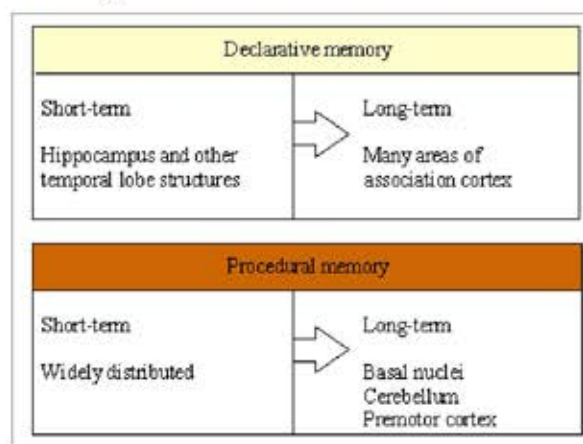 Declarative memory
Short-term
Hippocampus and other
temporal lobe structures
Long-term
Many areas of
association cortex
Procedural memory
Short-term
Widely distributed
Long-term
Basal nuclei
Cerebellum
Premotor cortex